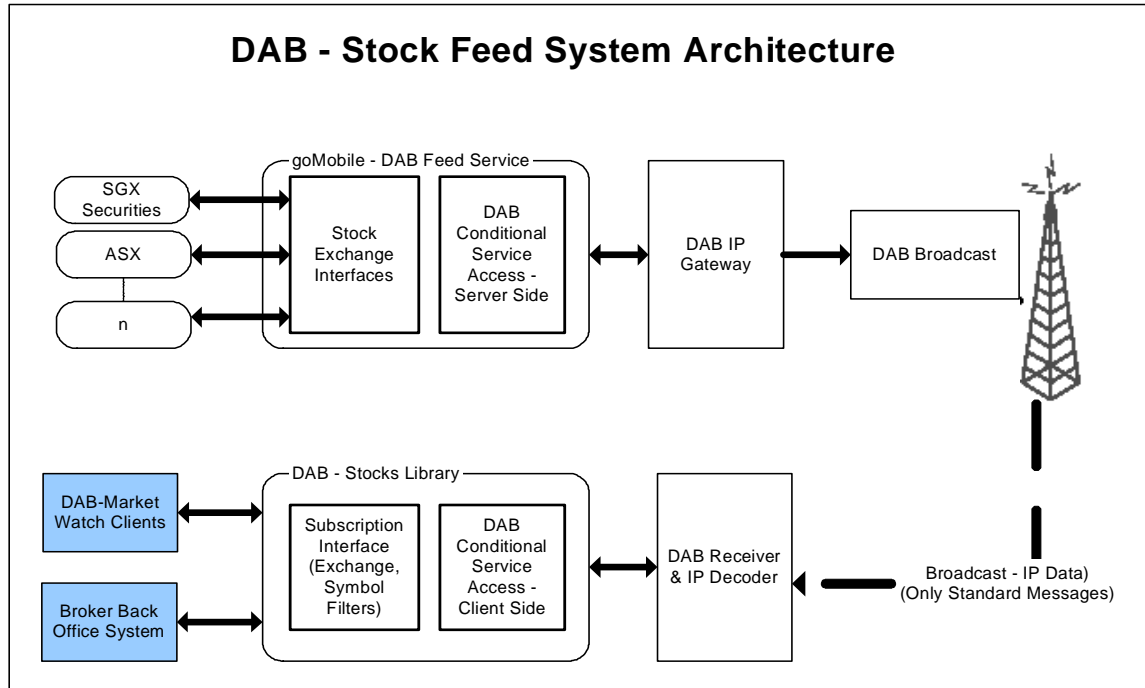 DAB - Stock Feed System Architecture
goMobile - DAB Feed Service
SGX
Securities
ASX
n
Stock
Exchange
Interfaces
DAB
Conditional
Service
Access -
Server Side
DAB IP
Gateway
DAB Broadcast
DAB - Stocks Library
DAB-Market
Watch Clients
Broker Back
Office System
Subscription
Interface
(Exchange,
Symbol
Filters)
DAB
Conditional
Service
Access -
Client Side
DAB Receiver
& IP Decoder
Broadcast - IP Data)
(Only Standard Messages)